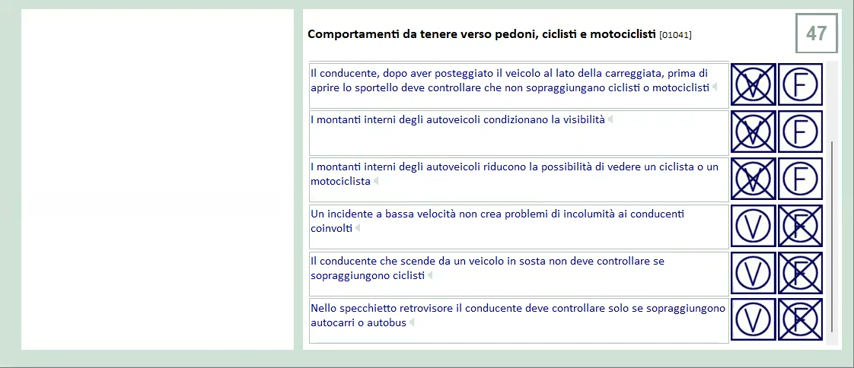 Comportamenti da tenere verso pedoni, ciclisti e motociclisti [01041]
47
Il conducente, dopo aver posteggiato il veicolo al lato della carreggiata, prima di
aprire lo sportello deve controllare che non sopraggiungano ciclisti o motociclisti
V F
I montanti interni degli autoveicoli condizionano la visibilità
V F
I montanti interni degli autoveicoli riducono la possibilità di vedere un ciclista o un
motociclista
V F
Un incidente a bassa velocità non crea problemi di incolumità ai conducenti
coinvolti
V F
Il conducente che scende da un veicolo in sosta non deve controllare se
sopraggiungono ciclisti
V F
Nello specchietto retrovisore il conducente deve controllare solo se sopraggiungono
autocarri o autobus
V F